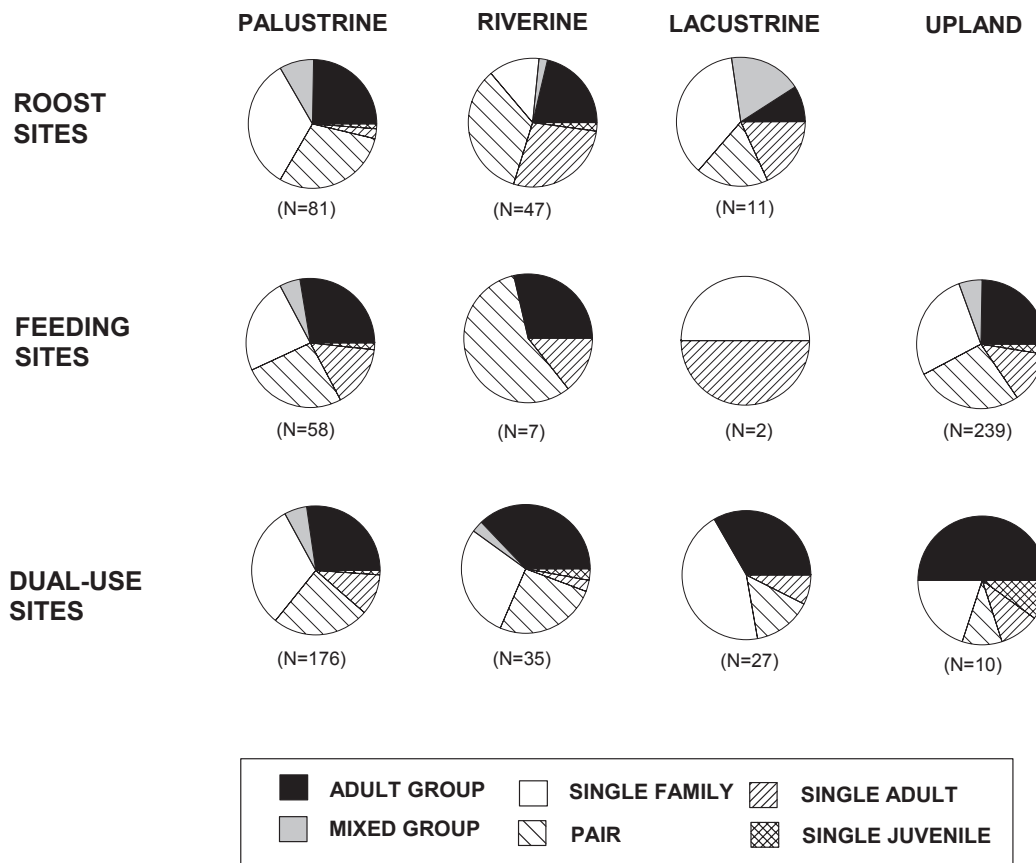 PALUSTRINE RIVERINE LACUSTRINE UPLAND
ROOST
SITES
(N=81) (N=47) (N=11)
FEEDING
SITES
(N=58) (N=7) (N=2) (N=239)
DUAL-USE
SITES
(N=176) (N=35) (N=27) (N=10)
ADULT GROUP SINGLE FAMILY SINGLE ADULT
MIXED GROUP PAIR SINGLE JUVENILE